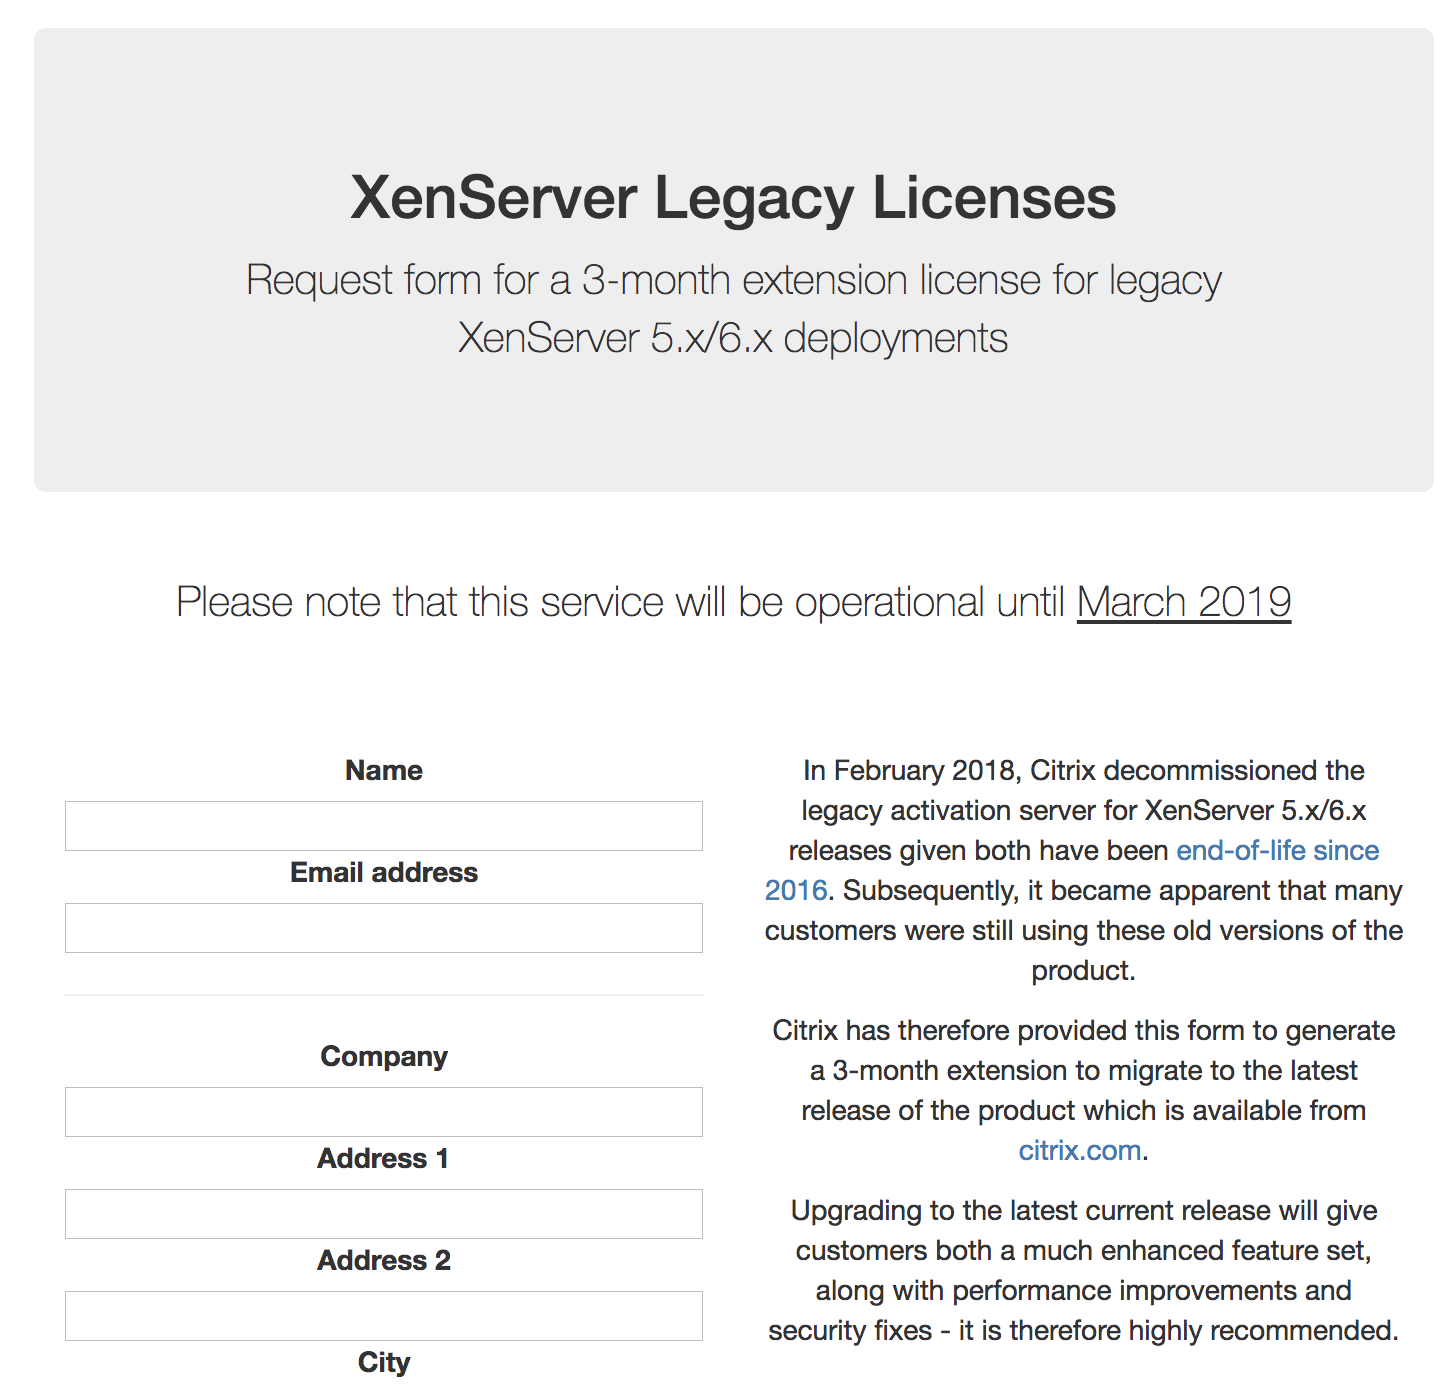 XenServer Legacy Licenses
Request form for a 3-month extension license for legacy
XenServer 5.x/6.x deployments
Please note that this service will be operational until March 2019
Name
Email address
Company
Address 1
Address 2
City
In February 2018, Citrix decommissioned the
legacy activation server for XenServer 5.x/6.x
releases given both have been end-of-life since
2016. Subsequently, it became apparent that many
customers were still using these old versions of the
product.
Citrix has therefore provided this form to generate
a 3-month extension to migrate to the latest
release of the product which is available from
citrix.com.
Upgrading to the latest current release will give
customers both a much enhanced feature set,
along with performance improvements and
security fixes - it is therefore highly recommended.